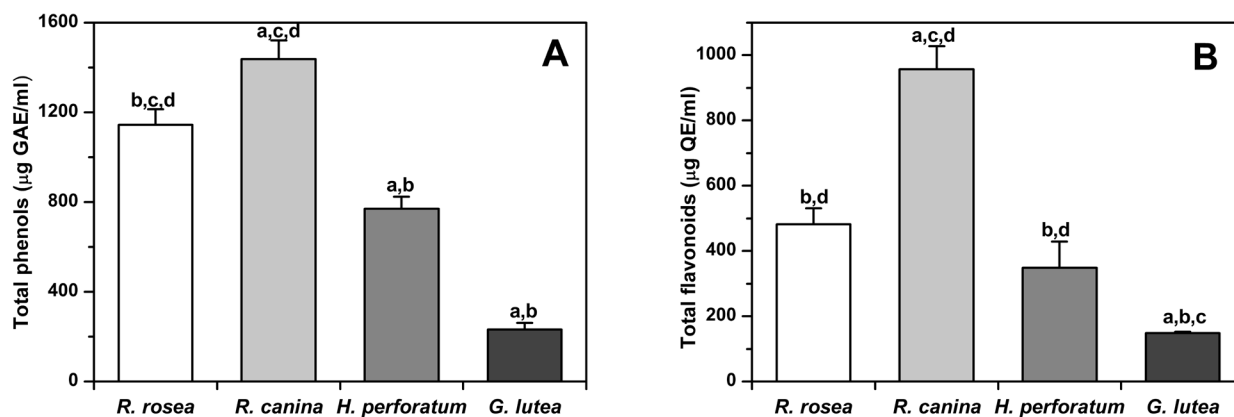 A
Total phenols (μg GAE/ml)
1600
1200
800
400
0
b,c,d
a,c,d
a,b
a,b
R. rosea R. canina H. perforatum G. lutea
B
Total flavonoids (μg QE/ml)
1000
800
600
400
200
0
b,d
a,c,d
b,d
a,b,c
R. rosea R. canina H. perforatum G. lutea